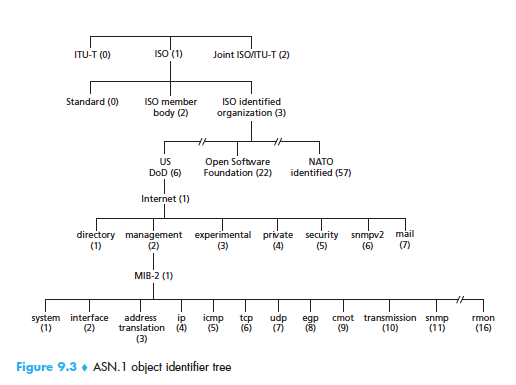 ITU-T (0) ISO (1) Joint ISO/ITU-T (2)
Standard (0) ISO member body (2) ISO identified organization (3)
US DoD (6) Open Software Foundation (22) NATO identified (57)
Internet (1)
directory (1) management (2) experimental (3) private (4) security (5) snmpv2 (6) mail (7)
MIB-2 (1)
system (1) interface (2) address translation (3) ip (4) icmp (5) tcp (6) udp (7) egp (8) cmot (9) transmission (10) snmp (11) rmon (16)
Figure 9.3 ♦ ASN.1 object identifier tree